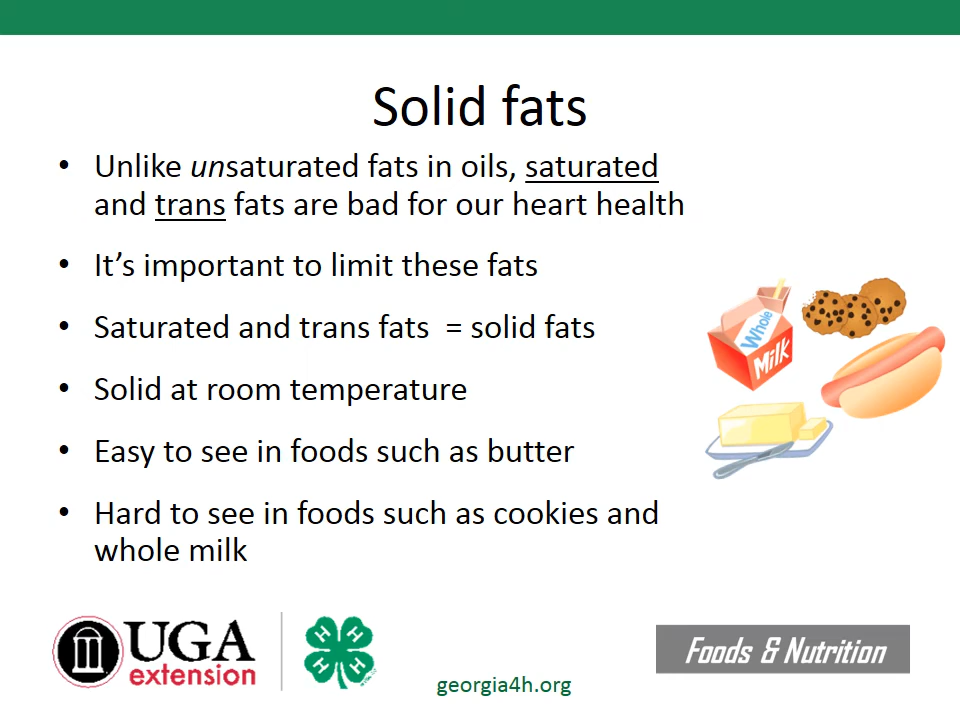 Solid fats
• Unlike unsaturated fats in oils, saturated
and trans fats are bad for our heart health
• It’s important to limit these fats
• Saturated and trans fats  = solid fats
• Solid at room temperature
• Easy to see in foods such as butter
• Hard to see in foods such as cookies and
whole milk
Whole
Milk
UGA
extension
H H
H H
georgia4h.org
Foods & Nutrition